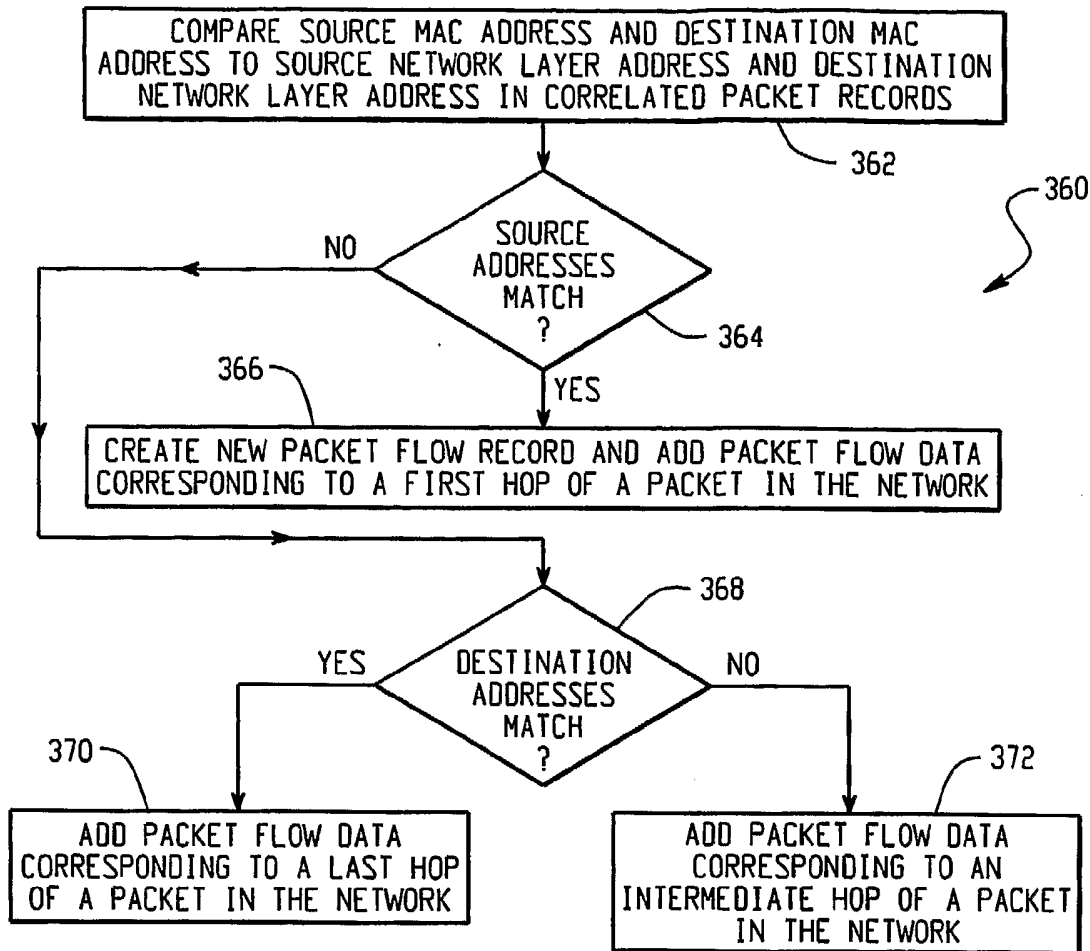 COMPARE SOURCE MAC ADDRESS AND DESTINATION MAC
ADDRESS TO SOURCE NETWORK LAYER ADDRESS AND DESTINATION
NETWORK LAYER ADDRESS IN CORRELATED PACKET RECORDS
362
360
NO
SOURCE
ADDRESSES
MATCH
?
364
366
YES
CREATE NEW PACKET FLOW RECORD AND ADD PACKET FLOW DATA
CORRESPONDING TO A FIRST HOP OF A PACKET IN THE NETWORK
368
YES
DESTINATION
ADDRESSES
MATCH
?
NO
370
372
ADD PACKET FLOW DATA
CORRESPONDING TO A LAST HOP
OF A PACKET IN THE NETWORK
ADD PACKET FLOW DATA
CORRESPONDING TO AN
INTERMEDIATE HOP OF A PACKET
IN THE NETWORK